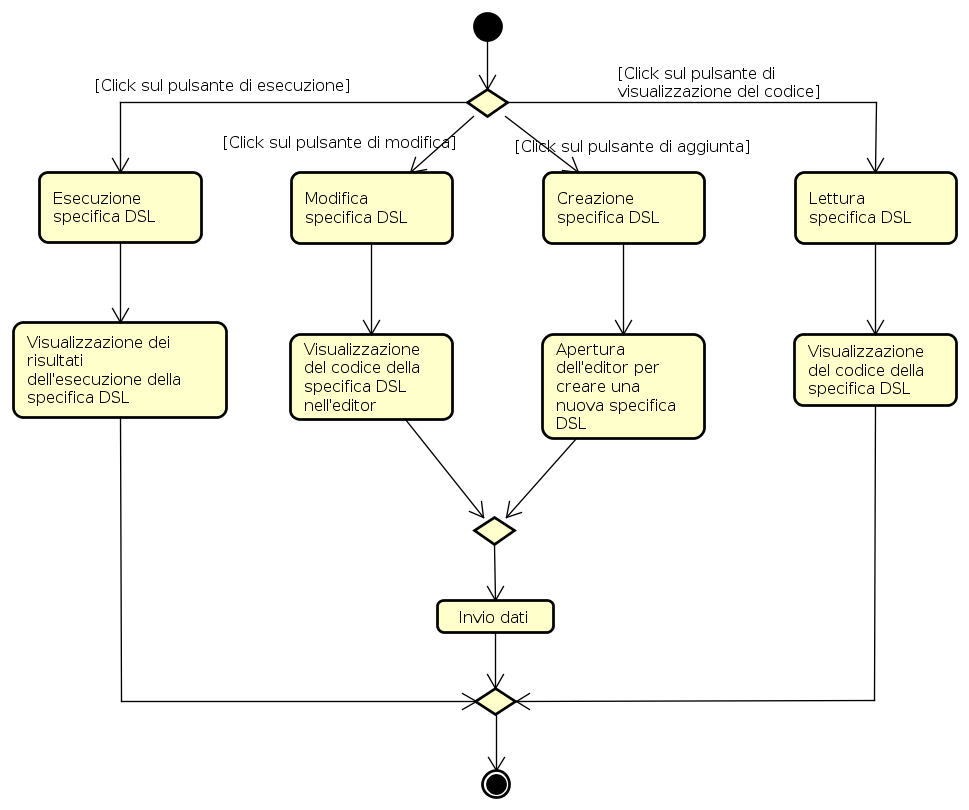 [Click sul pulsante di esecuzione]
[Click sul pulsante di
visualizzazione del codice]
[Click sul pulsante di modifica]
[Click sul pulsante di aggiunta]
Esecuzione
specifica DSL
Modifica
specifica DSL
Creazione
specifica DSL
Lettura
specifica DSL
Visualizzazione dei
risultati
dell'esecuzione della
specifica DSL
Visualizzazione
del codice della
specifica DSL
nell'editor
Apertura
dell'editor per
creare una
nuova specifica
DSL
Visualizzazione
del codice della
specifica DSL
Invio dati